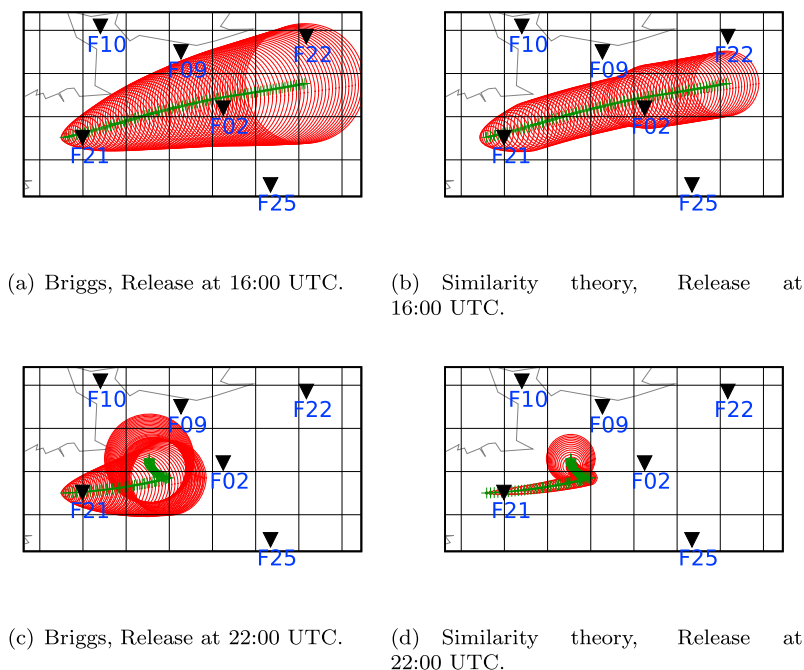 F10
F22
F09
F02
F21
F25
F10
F22
F09
F02
F21
F25
(a) Briggs, Release at 16:00 UTC.
(b) Similarity theory, Release at
16:00 UTC.
F10
F22
F09
F02
F21
F25
F10
F22
F09
F02
F21
F25
(c) Briggs, Release at 22:00 UTC.
(d) Similarity theory, Release at
22:00 UTC.